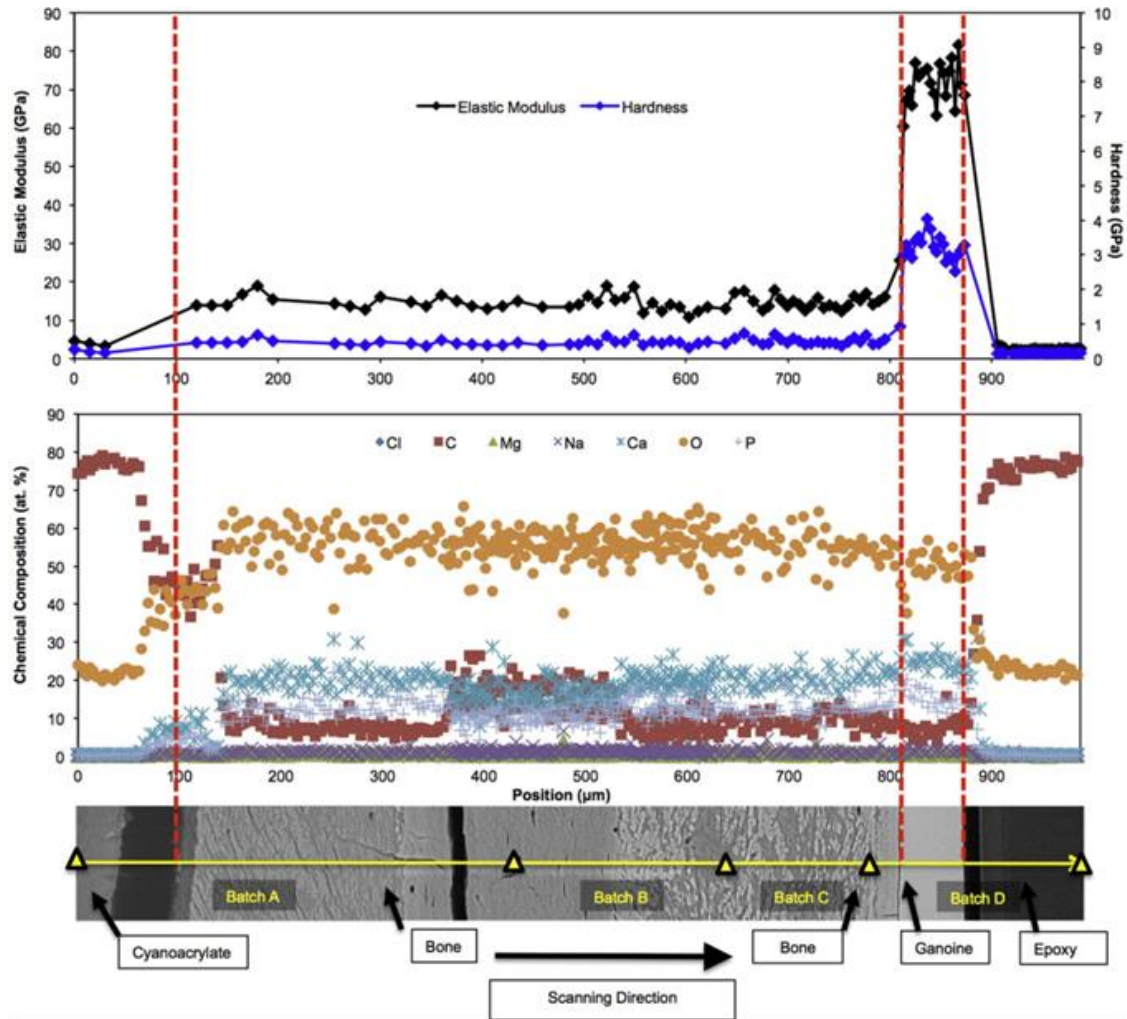 90
80
70
60
50
40
30
20
10
0
Elastic Modulus (GPa)
Elastic Modulus
Hardness
10
9
8
7
6
5
4
3
2
1
0
Hardness (GPa)
0 100 200 300 400 500 600 700 800 900
90
80
70
60
50
40
30
20
10
0
Chemical Composition (at. %)
Cl C Mg Na Ca O P
0 100 200 300 400 500 600 700 800 900
Position (μm)
Batch A Batch B Batch C Batch D
Cyanoacrylate Bone Bone Ganoine Epoxy
Scanning Direction